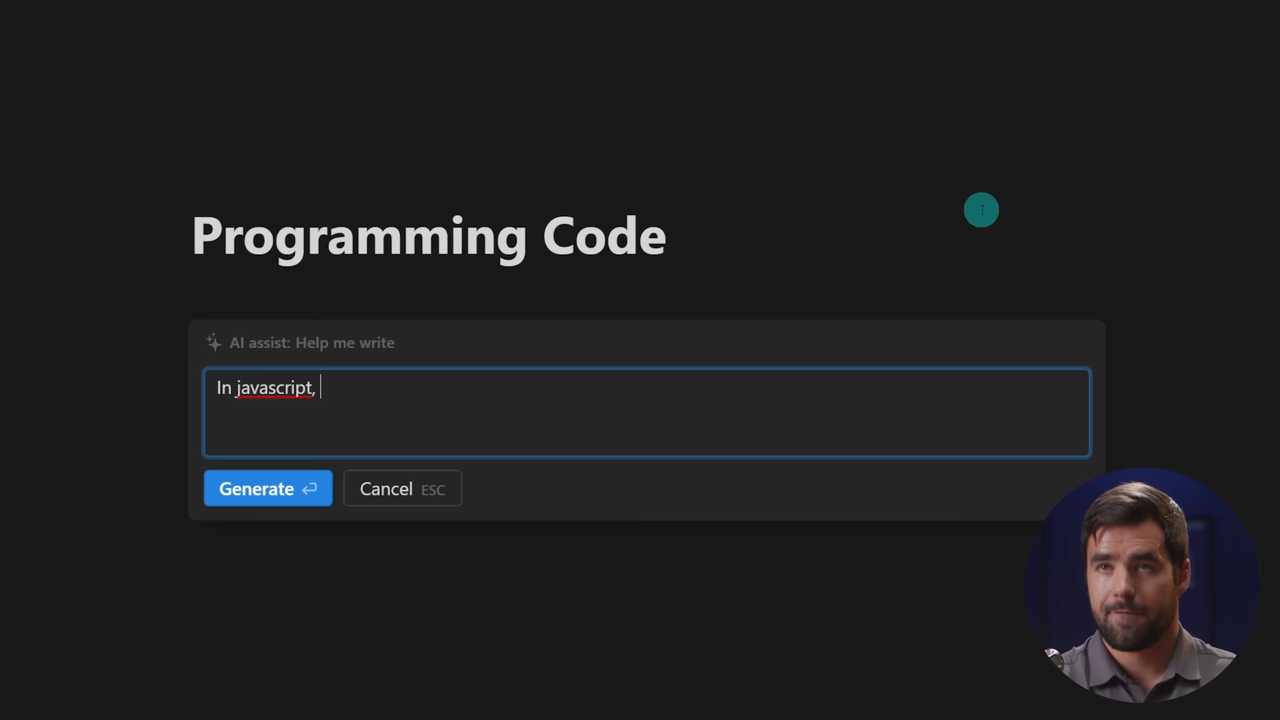 Programming Code
AI assist: Help me write
In javascript,
Generate Cancel ESC